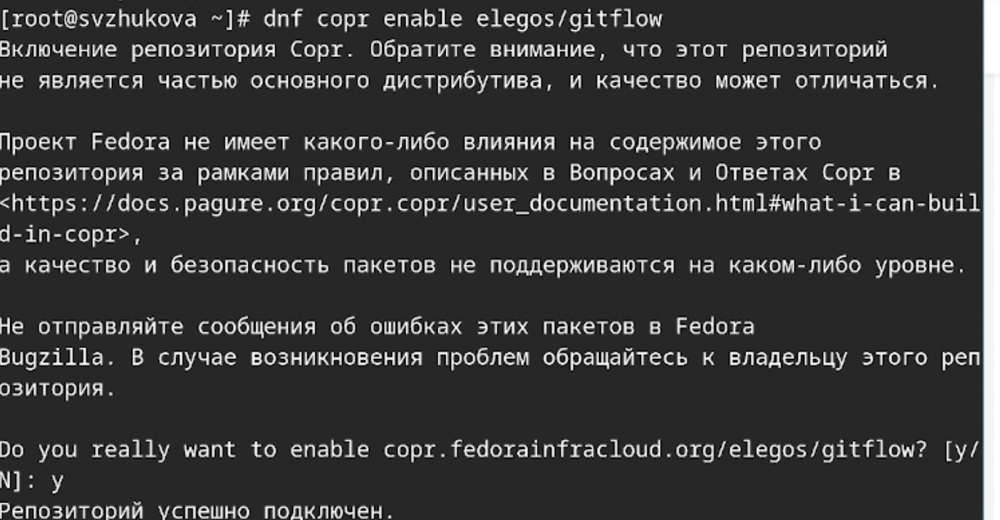 [root@svzhukova ~]# dnf copr enable elegos/gitflow
Включение репозитория Copr. Обратите внимание, что этот репозиторий
не является частью основного дистрибутива, и качество может отличаться.
Проект Fedora не имеет какого-либо влияния на содержимое этого
репозитория за рамками правил, описанных в Вопросах и Ответах Copr в
<https://docs.pagure.org/copr.copr/user_documentation.html#what-i-can-buil
d-in-copr>,
а качество и безопасность пакетов не поддерживаются на каком-либо уровне.
Не отправляйте сообщения об ошибках этих пакетов в Fedora
Bugzilla. В случае возникновения проблем обращайтесь к владельцу этого реп
озитория.
Do you really want to enable copr.fedorainfracloud.org/elegos/gitflow? [y/
N]: y
Репозиторий успешно подключен.